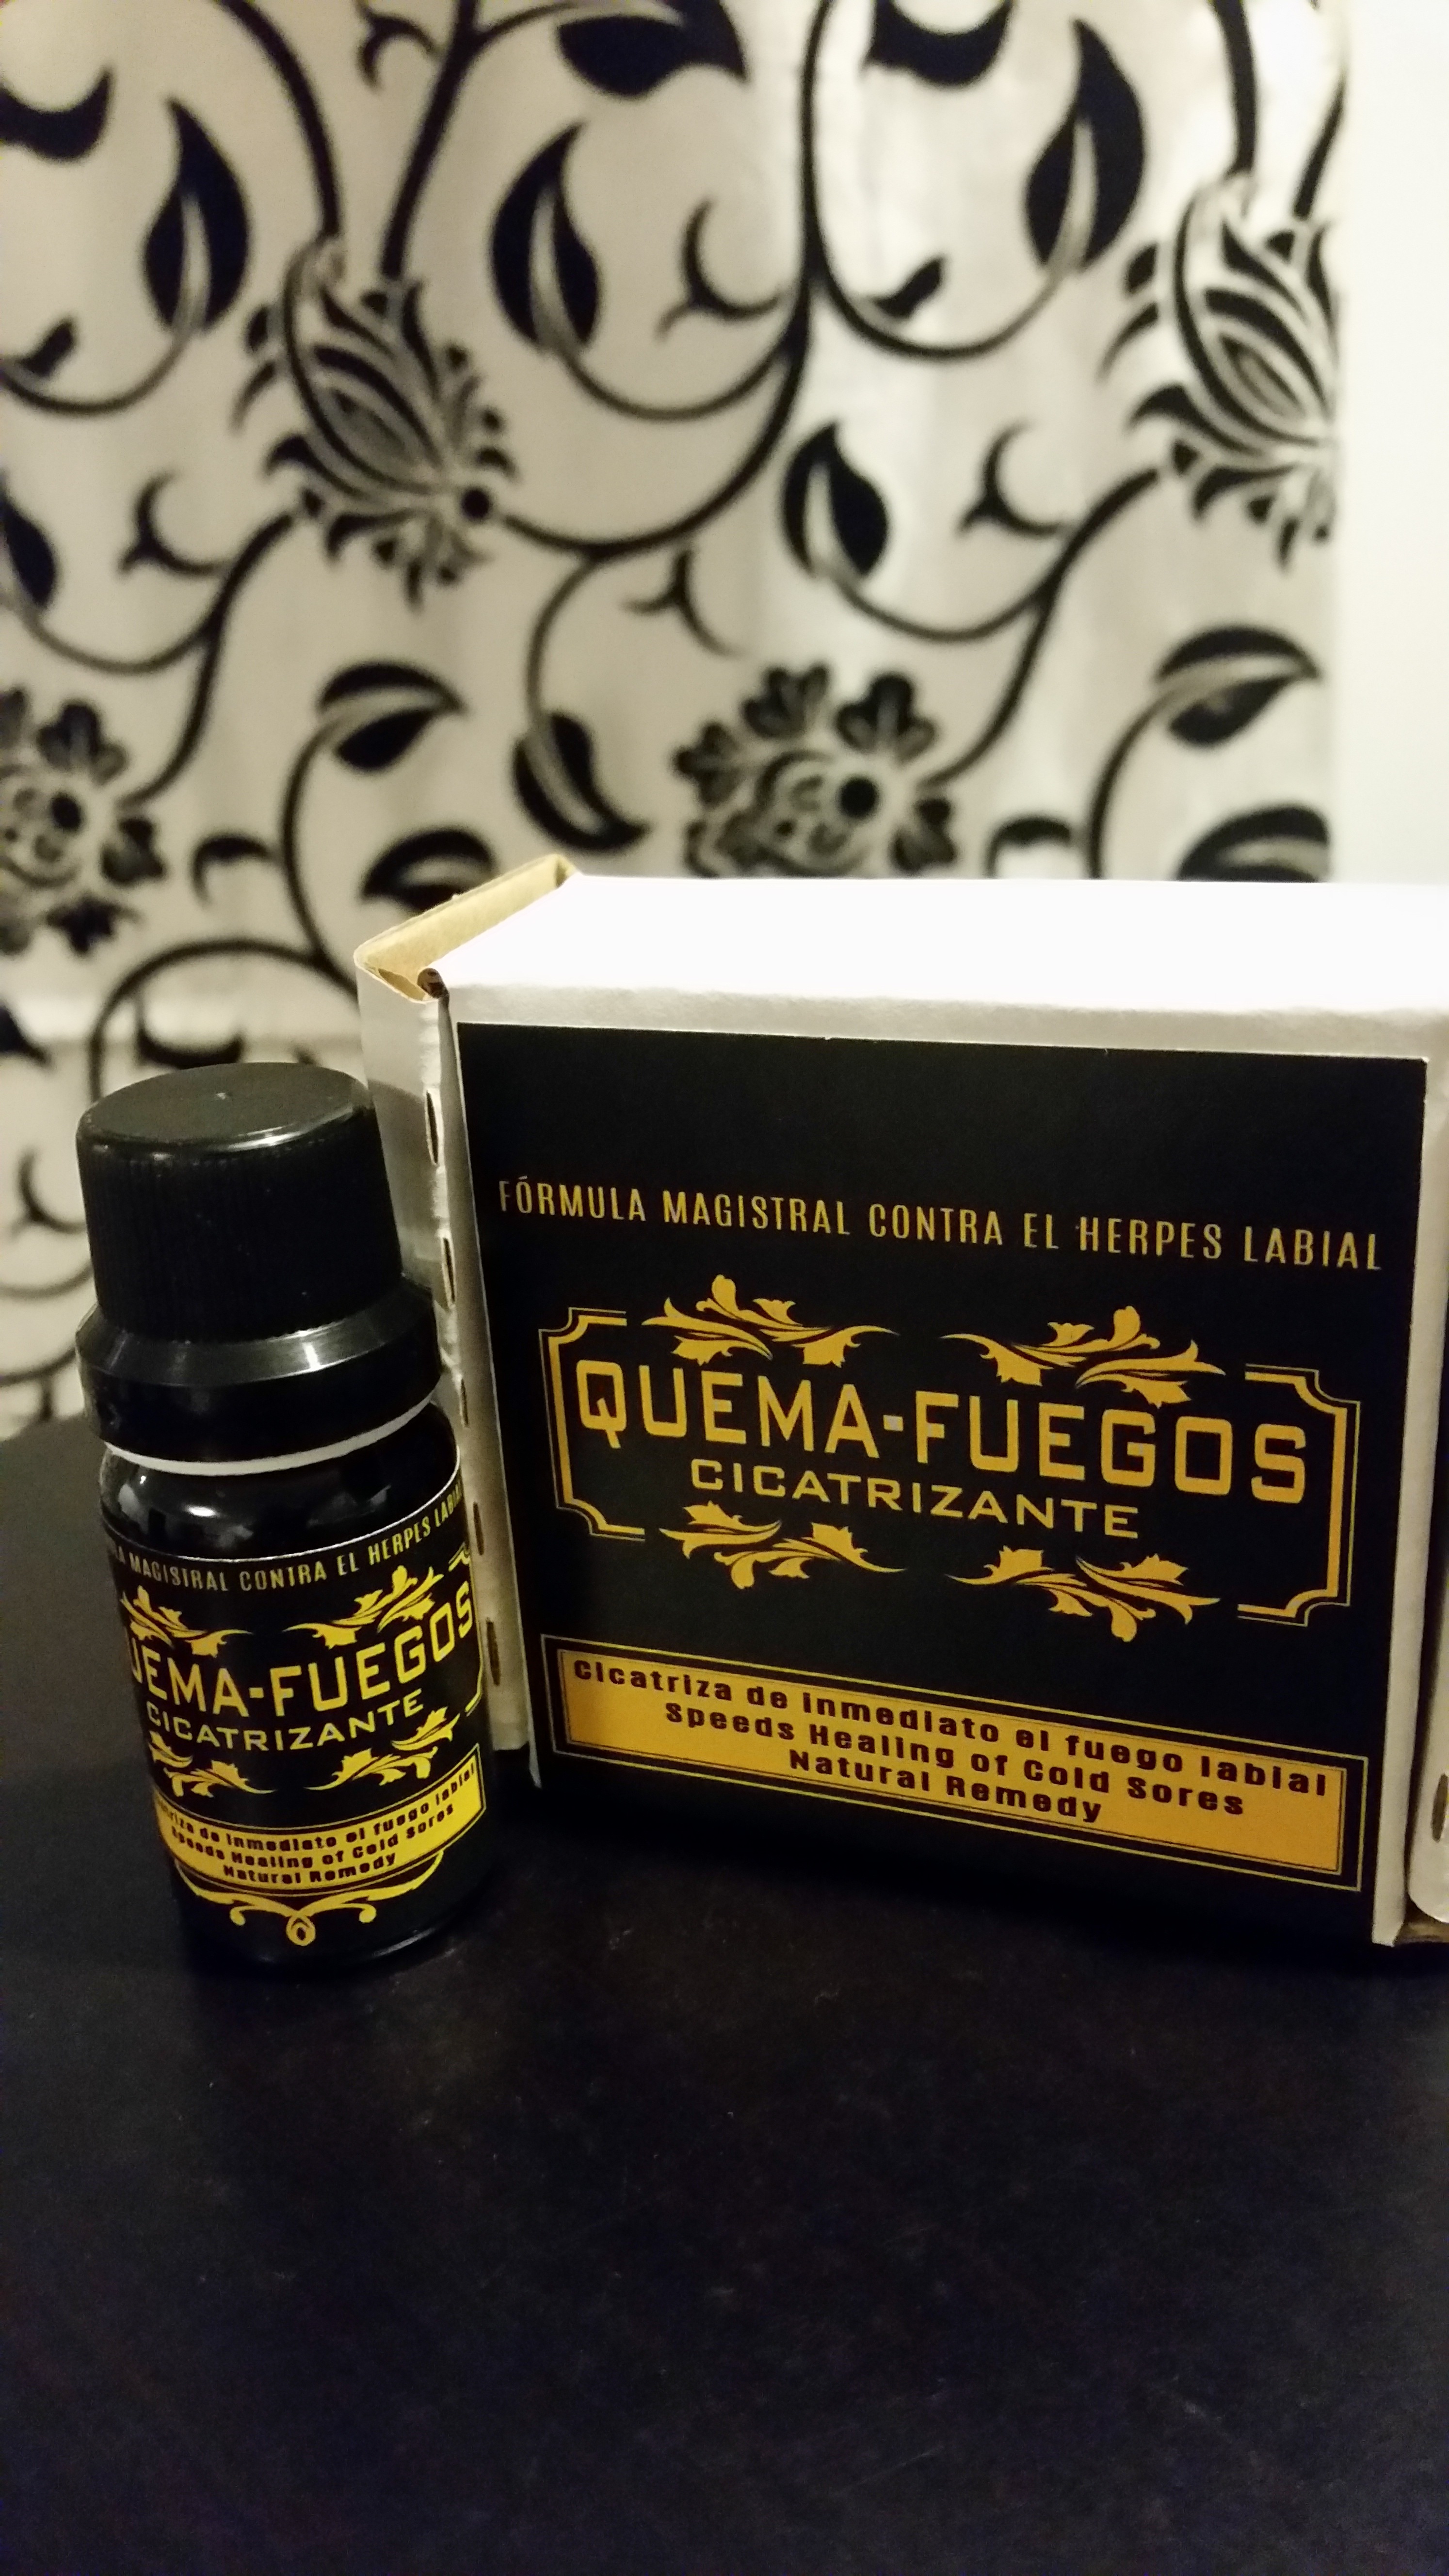 FÓRMULA MAGISTRAL CONTRA EL HERPES LABIAL
QUEMA-FUEGOS
CICATRIZANTE
Cicatriza de inmediato el fuego labial
Speeds Healing of Cold Sores
Natural Remedy
MAGISTRAL CONTRA EL HERPES
UEMA-FUEGOS
CICATRIZANTE
de inmediato el fuego labial
Speeds Healing of Cold Sores
Natural Remedy